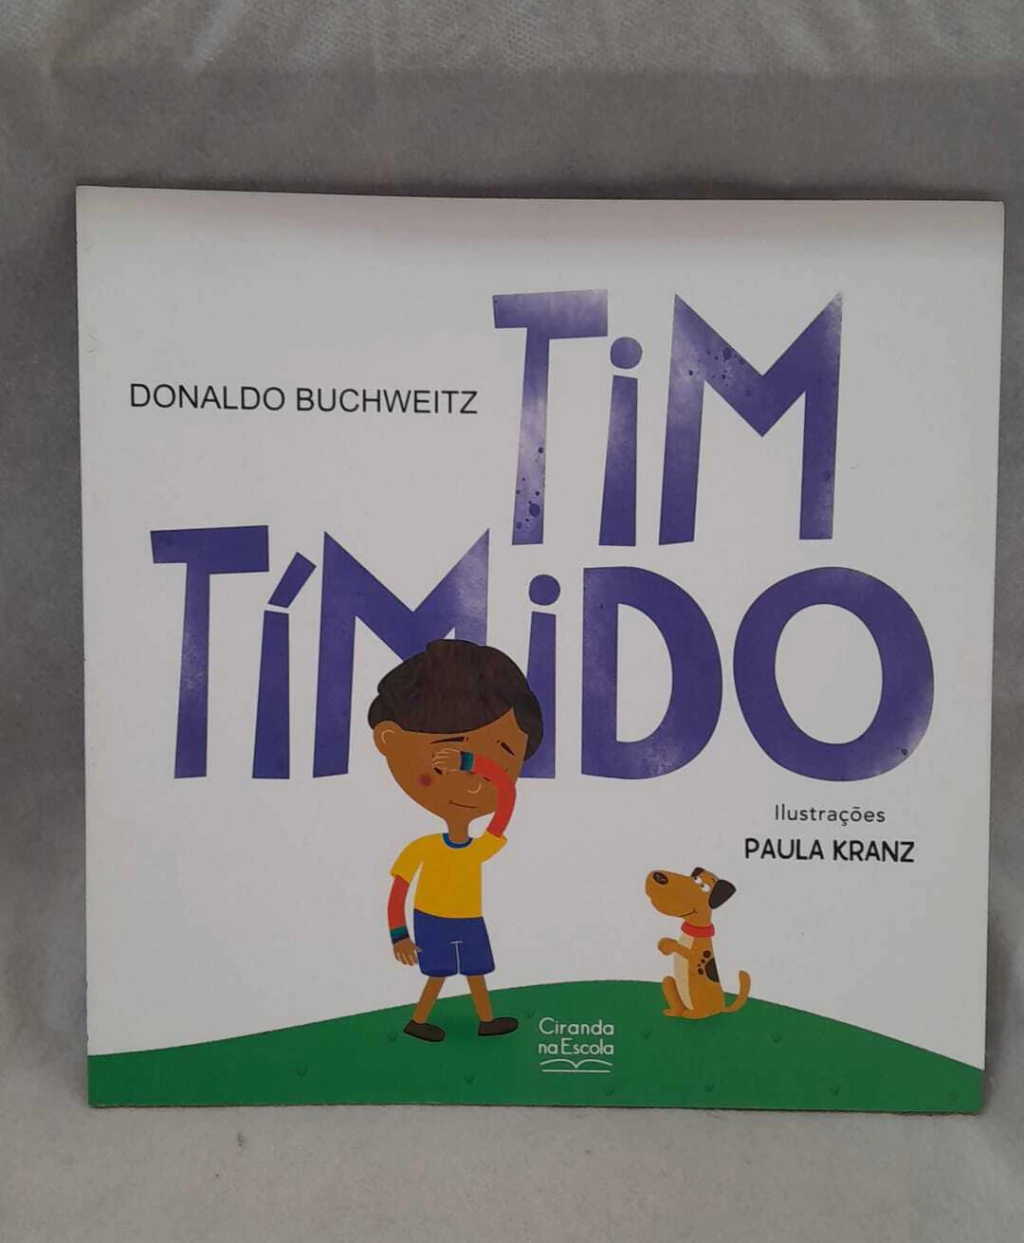 DONALDO BUCHWEITZ
TiM
TÍMiDO
Ilustrações
PAULA KRANZ
Ciranda
na Escola